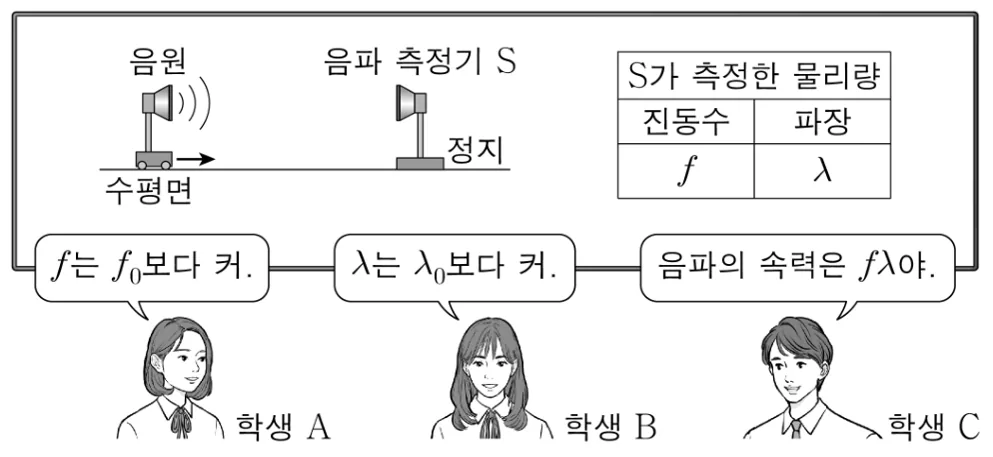 음원
음파 측정기 S
정지
수평면
S가 측정한 물리량
진동수 파장
f λ
f는 f₀보다 커.
λ는 λ₀보다 커.
음파의 속력은 fλ야.
학생 A
학생 B
학생 C